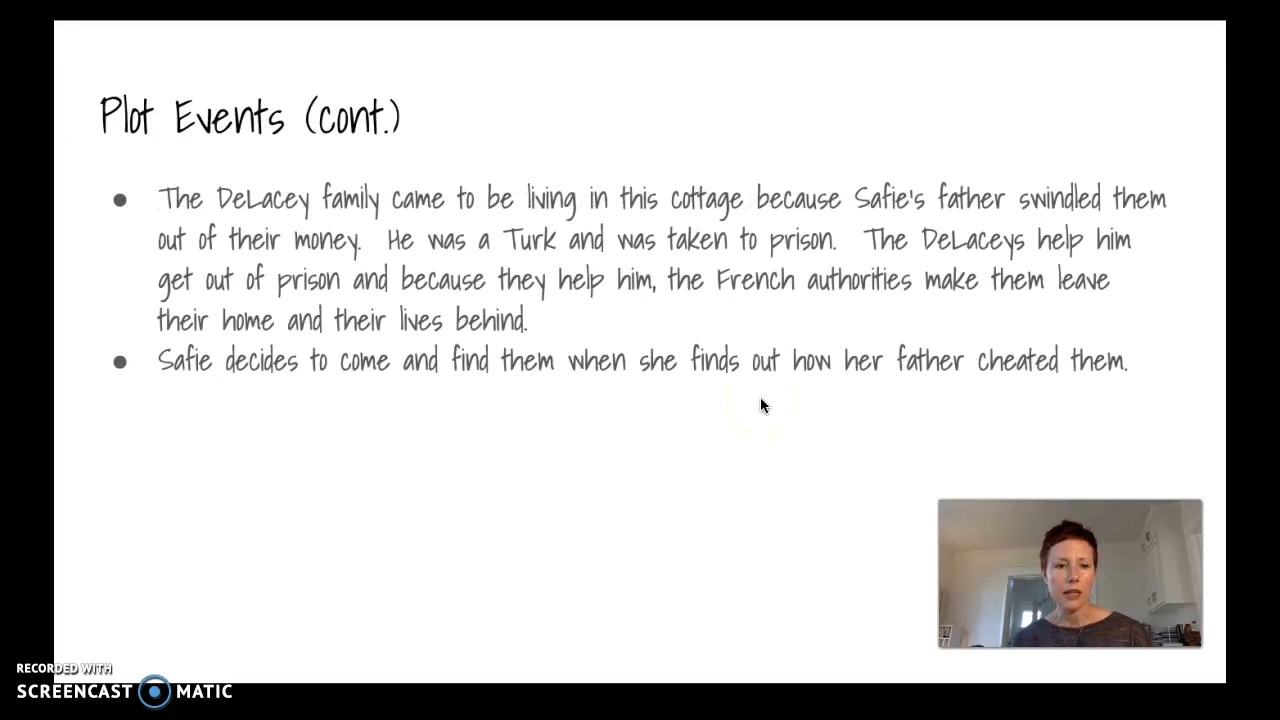 Plot Events (cont.)
● The DeLacey family came to be living in this cottage because Safie's father swindled them
out of their money. He was a Turk and was taken to prison. The DeLaceys help him
get out of prison and because they help him, the French authorities make them leave
their home and their lives behind.
● Safie decides to come and find them when she finds out how her father cheated them.
RECORDED WITH
SCREENCAST MATIC